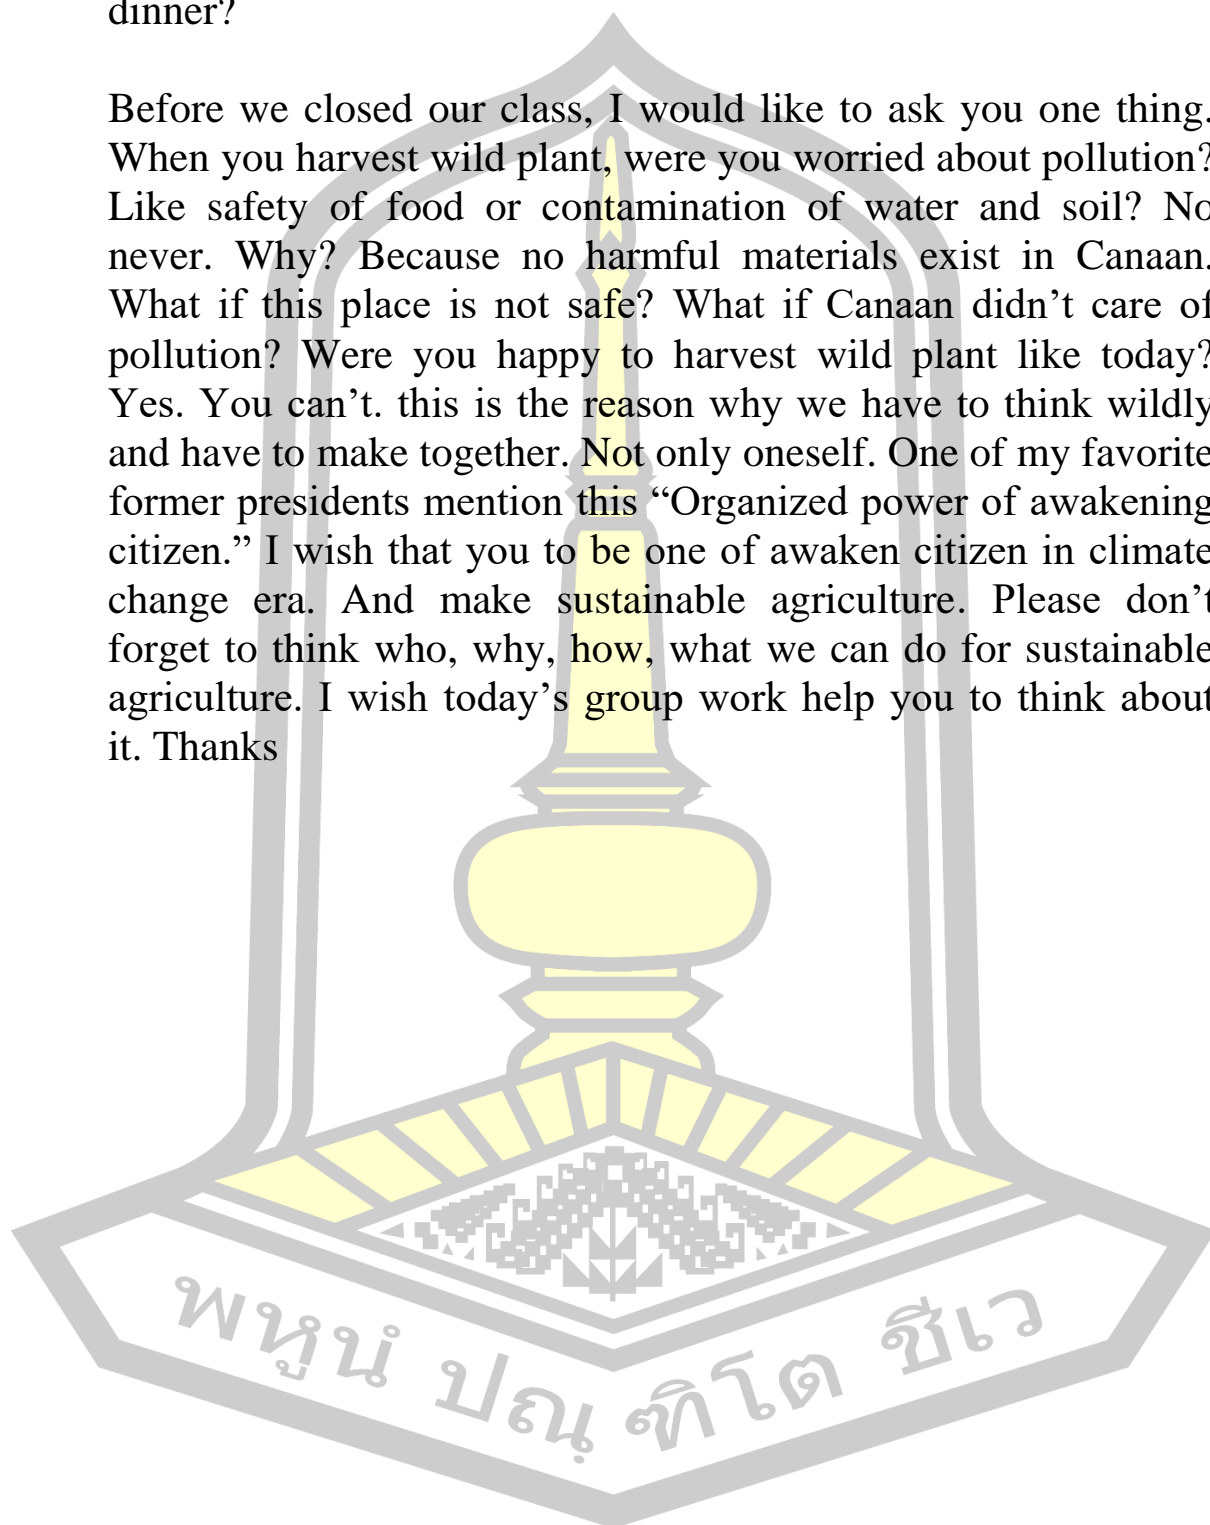 dinner?
Before we closed our class, I would like to ask you one thing.
When you harvest wild plant, were you worried about pollution?
Like safety of food or contamination of water and soil? No
never. Why? Because no harmful materials exist in Canaan.
What if this place is not safe? What if Canaan didn’t care of
pollution? Were you happy to harvest wild plant like today?
Yes. You can’t. this is the reason why we have to think wildly
and have to make together. Not only oneself. One of my favorite
former presidents mention this “Organized power of awakening
citizen.” I wish that you to be one of awaken citizen in climate
change era. And make sustainable agriculture. Please don’t
forget to think who, why, how, what we can do for sustainable
agriculture. I wish today’s group work help you to think about
it. Thanks
พหูนํ ปณฺฑิโต ชีเว